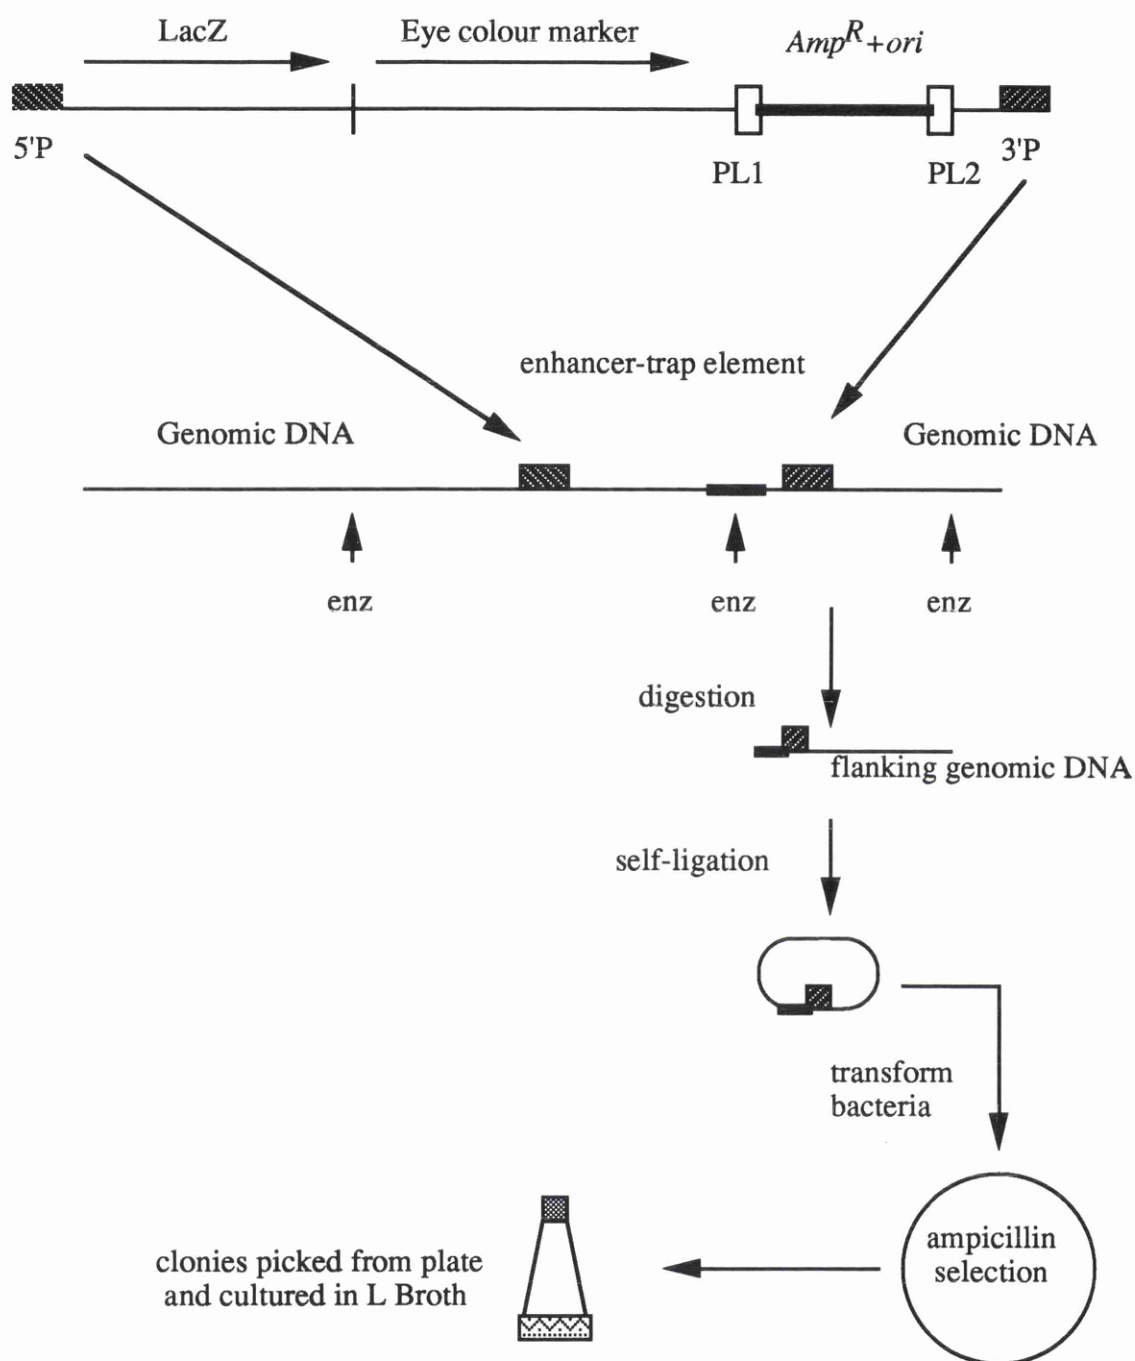 LacZ
Eye colour marker
Amp^R+ori
5'P
3'P
PL1
PL2
enhancer-trap element
Genomic DNA
Genomic DNA
enz
enz
enz
digestion
flanking genomic DNA
self-ligation
transform
bacteria
ampicillin
selection
clonies picked from plate
and cultured in L Broth